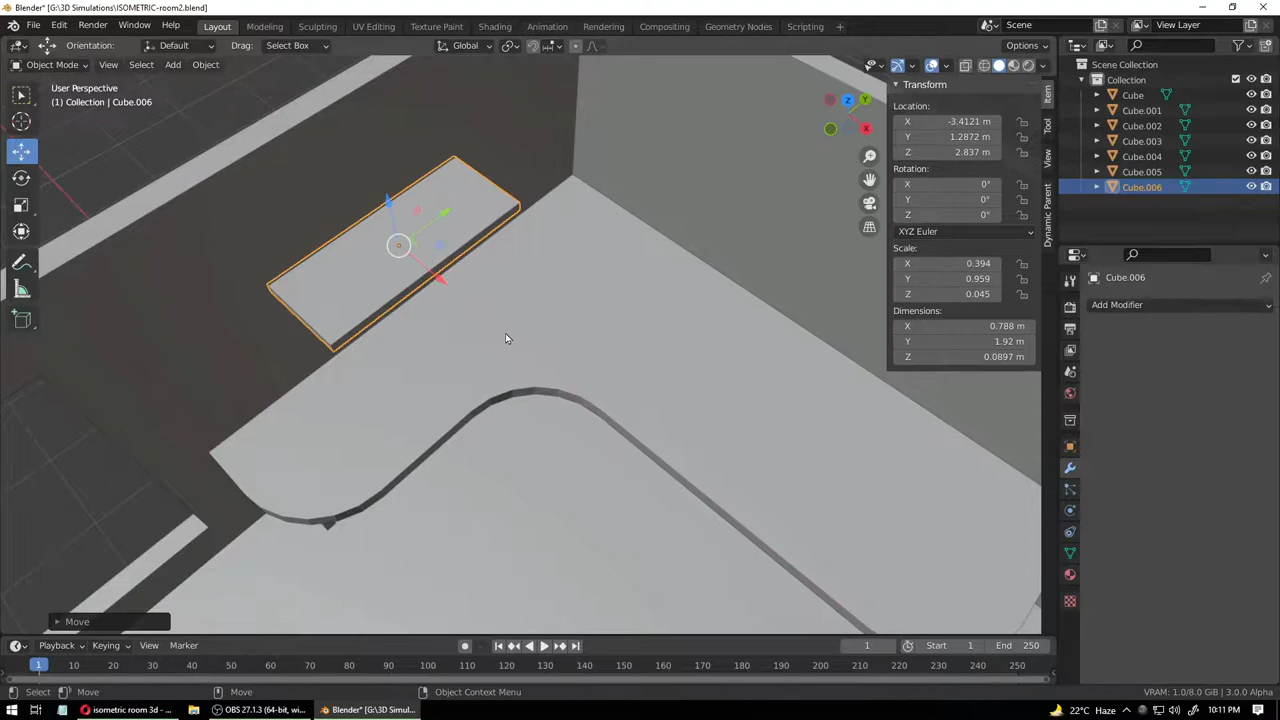 Blender* [G:\3D Simulations\ISOMETRIC-room2.blend]
File Edit Render Window Help Layout Modeling Sculpting UV Editing Texture Paint Shading Animation Rendering Compositing Geometry Nodes Scripting + Scene View Layer
Orientation: Default Drag: Select Box Global Options
Object Mode View Select Add Object
User Perspective
(1) Collection | Cube.006
Z Y X
Transform
Location:
X -3.4121 m
Y 1.2872 m
Z 2.837 m
Rotation:
X 0°
Y 0°
Z 0°
XYZ Euler
Scale:
X 0.394
Y 0.959
Z 0.045
Dimensions:
X 0.788 m
Y 1.92 m
Z 0.0897 m
Item
Tool
View
Dynamic Parent
Scene Collection
Collection
Cube
Cube.001
Cube.002
Cube.003
Cube.004
Cube.005
Cube.006
Cube.006
Add Modifier
Move
Playback Keying View Marker 1 Start 1 End 250
1 10 20 30 40 50 60 70 80 90 100 110 120 130 140 150 160 170 180 190 200 210 220 230 240 250
Select Move Move Object Context Menu VRAM: 1.0/8.0 GiB | 3.0.0 Alpha
isometric room 3d - ... OBS 27.1.3 (64-bit, wi... Blender* [G:\3D Simul... 22°C Haze 10:11 PM